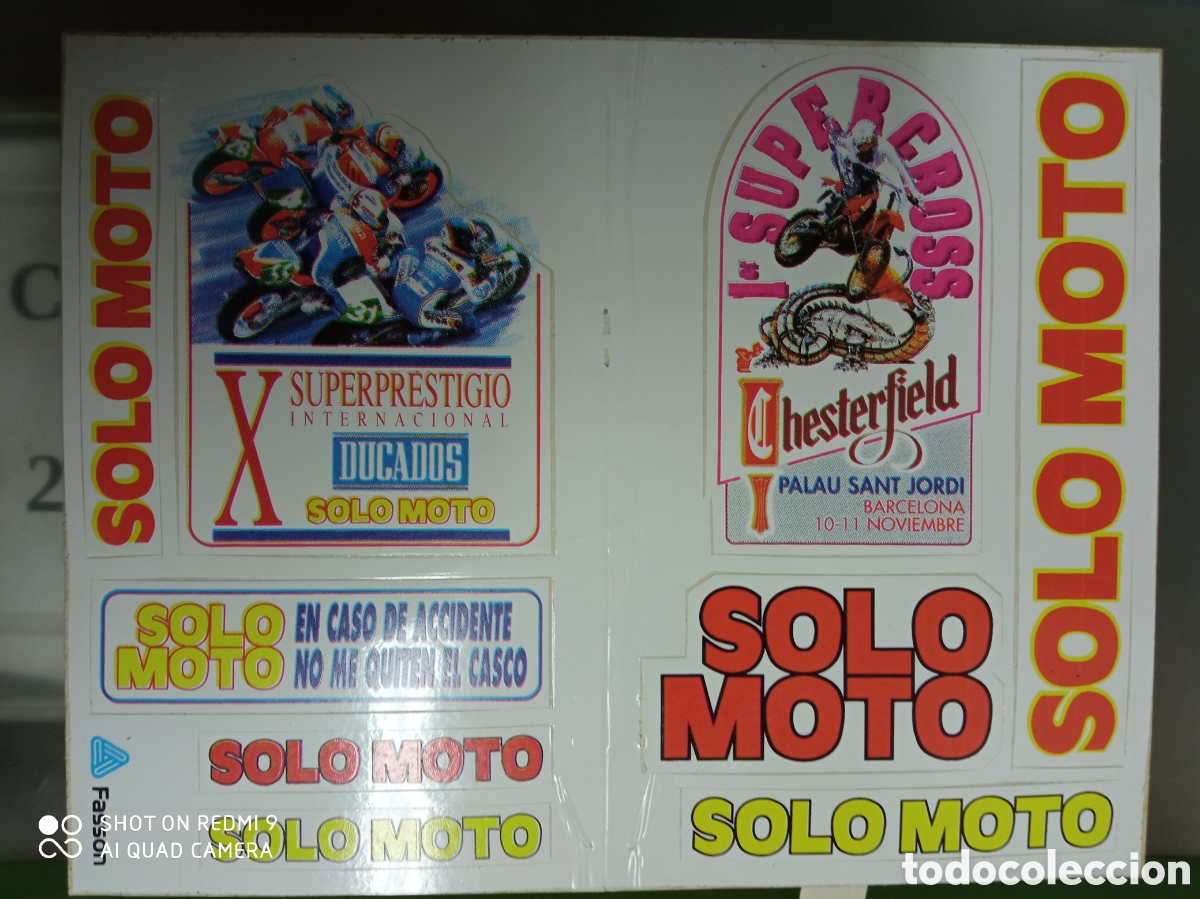 SOLO MOTO
X SUPERPRESTIGIO
INTERNACIONAL
DUCADOS
SOLO MOTO
1er SUPERCROSS
Chesterfield
PALAU SANT JORDI
BARCELONA
10-11 NOVIEMBRE
SOLO MOTO
SOLO
MOTO
EN CASO DE ACCIDENTE
NO ME QUITEN EL CASCO
SOLO
MOTO
SOLO MOTO
SOLO MOTO
SOLO MOTO
Fasson
SHOT ON REDMI 9
AI QUAD CAMERA
todocoleccion
31
C
2